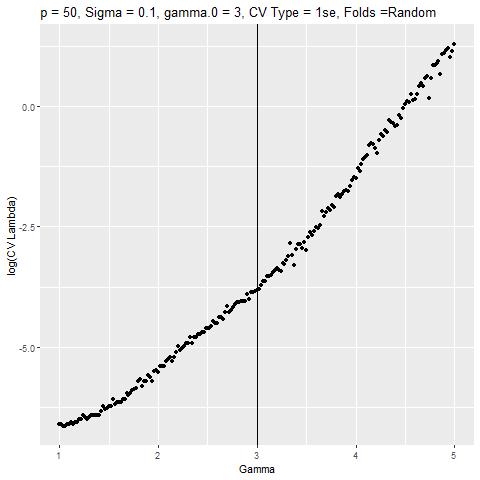 p = 50, Sigma = 0.1, gamma.0 = 3, CV Type = 1se, Folds =Random
log(CV Lambda)
0.0
-2.5
-5.0
1 2 3 4 5
Gamma